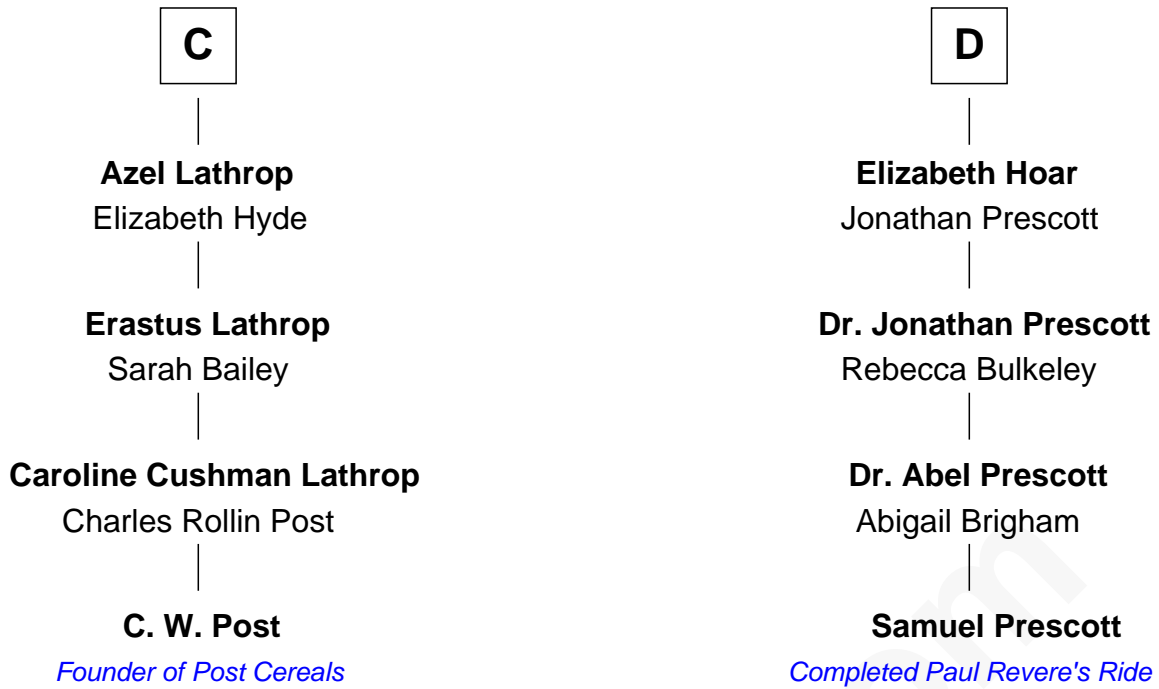 C
Azel Lathrop
Elizabeth Hyde
Erastus Lathrop
Sarah Bailey
Caroline Cushman Lathrop
Charles Rollin Post
C. W. Post
Founder of Post Cereals
D
Elizabeth Hoar
Jonathan Prescott
Dr. Jonathan Prescott
Rebecca Bulkeley
Dr. Abel Prescott
Abigail Brigham
Samuel Prescott
Completed Paul Revere's Ride